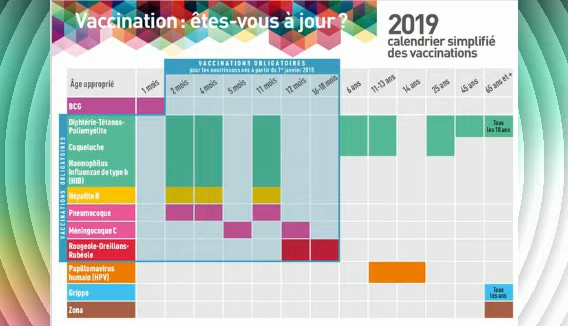 Vaccination : êtes-vous à jour ?
2019
calendrier simplifié
des vaccinations
VACCINATIONS OBLIGATOIRES
pour les nourrissons nés à partir du 1er janvier 2018
Âge approprié
1 mois
2 mois
4 mois
5 mois
11 mois
12 mois
16-18 mois
6 ans
11-13 ans
14 ans
25 ans
45 ans
65 ans et +
BCG
VACCINATIONS OBLIGATOIRES
Diphtérie-Tétanos-
Poliomyélite
Tous
les 10 ans
Coqueluche
Haemophilus
Influenzae de type b
(HIB)
Hépatite B
Pneumocoque
Méningocoque C
Rougeole-Oreillons-
Rubéole
Papillomavirus
humain (HPV)
Grippe
Tous
les ans
Zona